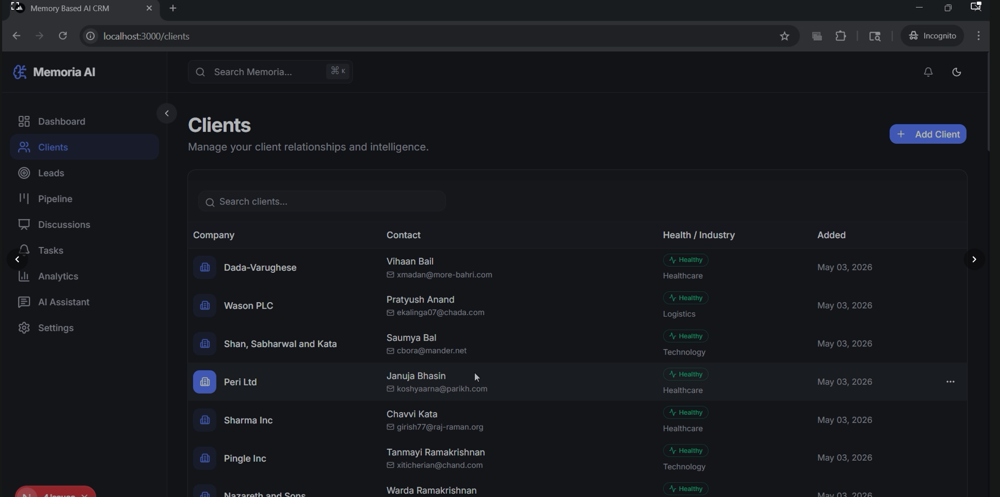 Memory Based AI CRM
localhost:3000/clients
Incognito
Memoria AI
Search Memoria...
⌘ K
Dashboard
Clients
Leads
Pipeline
Discussions
Tasks
Analytics
AI Assistant
Settings
Clients
Manage your client relationships and intelligence.
+ Add Client
Search clients...
Company Contact Health / Industry Added
Dada-Varughese Vihaan Bail Healthy May 03, 2026
xmadan@more-bahri.com Healthcare
Wason PLC Pratyush Anand Healthy May 03, 2026
ekalinga07@chada.com Logistics
Shan, Sabharwal and Kata Saumya Bal Healthy May 03, 2026
cbora@mander.net Technology
Peri Ltd Januja Bhasin Healthy May 03, 2026
koshyaarna@parikh.com Healthcare
Sharma Inc Chavvi Kata Healthy May 03, 2026
girish77@raj-raman.org Healthcare
Pingle Inc Tanmayi Ramakrishnan Healthy May 03, 2026
xiticherian@chand.com Technology
Nazareth and Sons Warda Ramakrishnan Healthy May 03, 2026
4 Issues